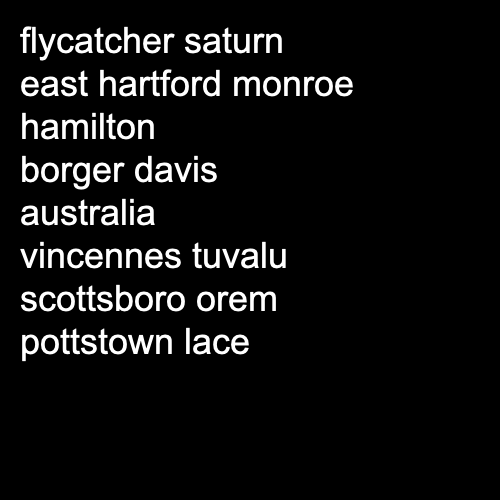 flycatcher saturn
east hartford monroe
hamilton
borger davis
australia
vincennes tuvalu
scottsboro orem
pottstown lace